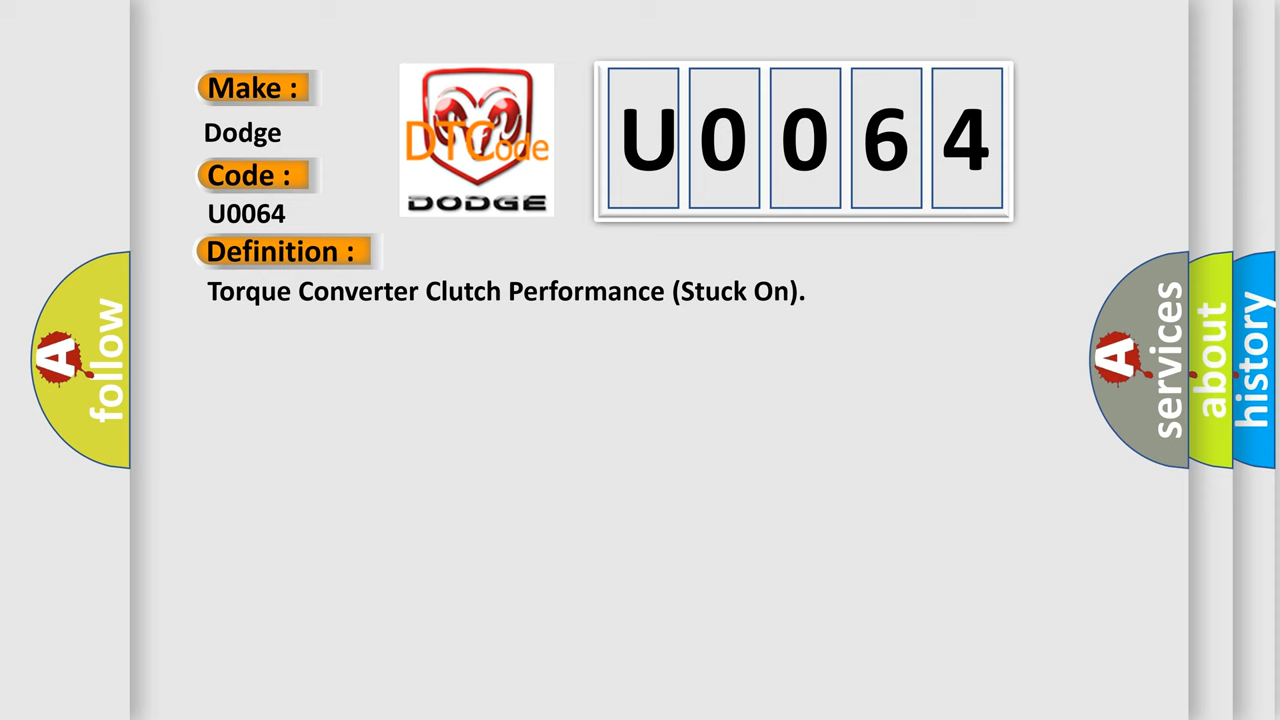 Make :
Dodge
Code :
U0064
Definition :
Torque Converter Clutch Performance (Stuck On).
DTCode
DODGE
U0064
A follow
A services
about
history